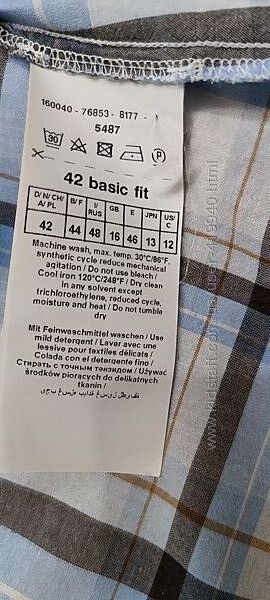 160040 - 76853 - 8177 -
5487
30 P
42 basic fit
D/N/CH/ A/PL B/F I/ RUS GB E JPN US/ C
42 44 48 16 46 13 12
Machine wash, max. temp. 30°C/86°F.
synthetic cycle reduce mechanical
agitation / Do not use bleach /
Cool iron 120°C/248°F / Dry clean
in any solvent except
trichloroethylene, reduced cycle,
moisture and heat / Do not tumble
dry
Mit Feinwaschmittel waschen / Use
mild detergent / Laver avec une
lessive pour textiles délicats /
Colada con el detergente fino /
Стирать с точным    / Używać
środków piorących do delikatnych
tkanin /